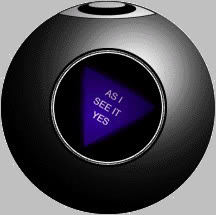 AS I
SEE IT
YES